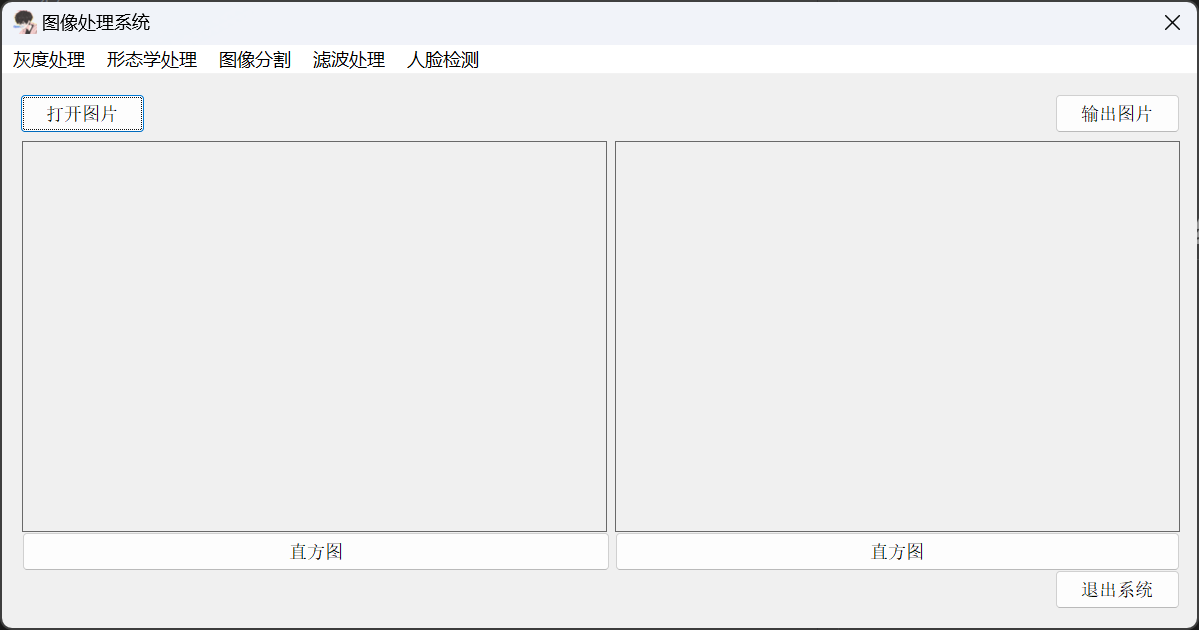 图像处理系统
灰度处理 形态学处理 图像分割 滤波处理 人脸检测
打开图片 输出图片
直方图 直方图
退出系统